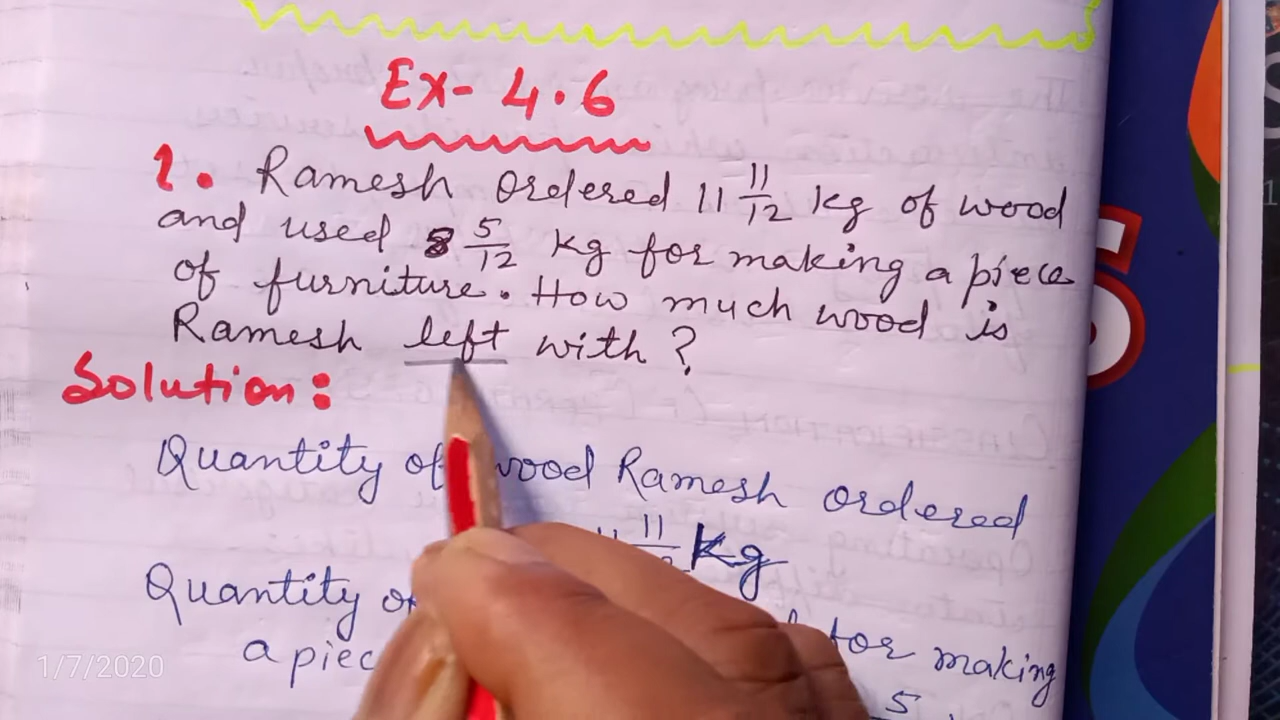 Ex- 4.6
1. Ramesh ordered 11 11/12 kg of wood
and used 8 5/12 kg for making a piece
of furniture. How much wood is
Ramesh left with?
Solution:
Quantity of wood Ramesh ordered
11/ Kg
Quantity for making
a piec 5
1/7/2020